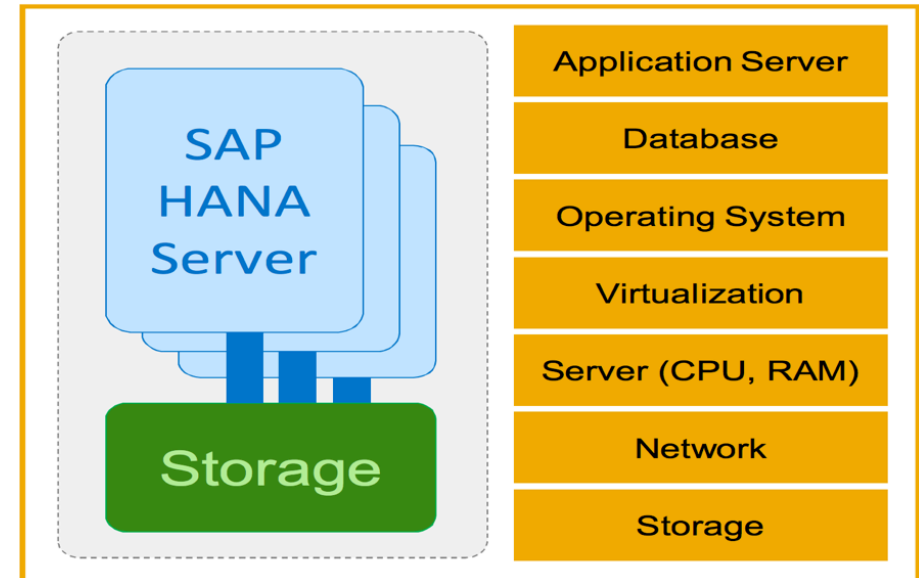 SAP
HANA
Server
Storage
Application Server
Database
Operating System
Virtualization
Server (CPU, RAM)
Network
Storage